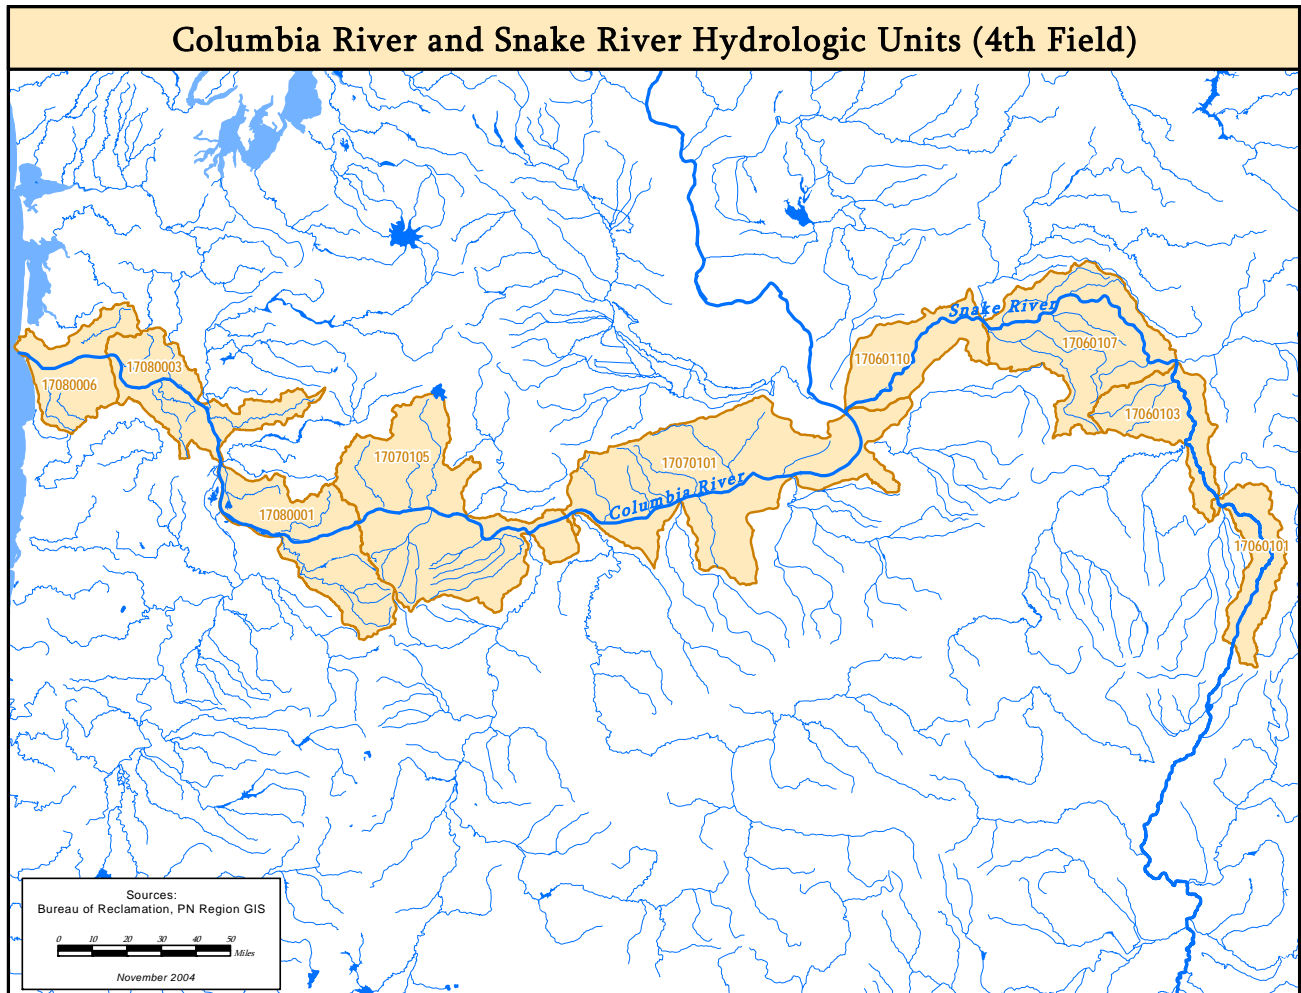 Columbia River and Snake River Hydrologic Units (4th Field)
Snake River
17060107
17060110
17080003
17080006
17060103
17070105
17070101
Columbia River
17080001
17060101
Sources:
Bureau of Reclamation, PN Region GIS
0 10 20 30 40 50
Miles
November 2004